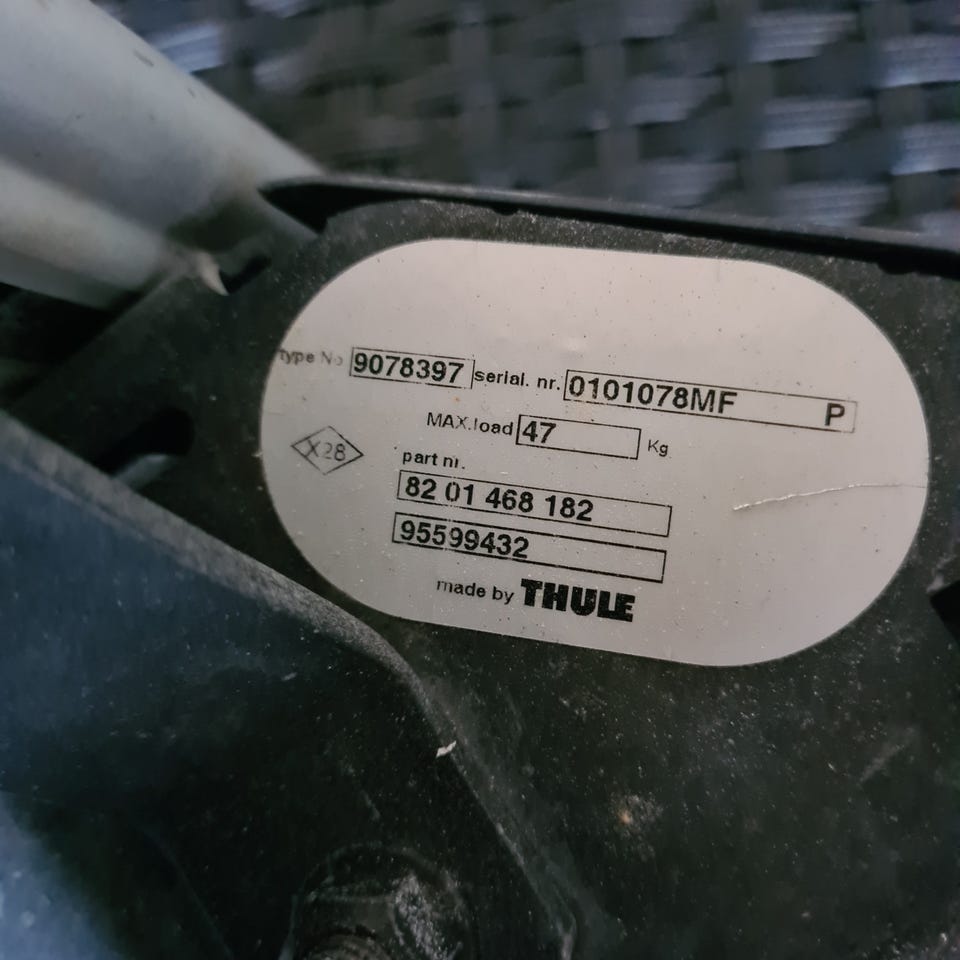 type No 9078397 serial. nr. 0101078MF P
MAX.load 47 Kg
X28
part nr.
82 01 468 182
95599432
made by THULE